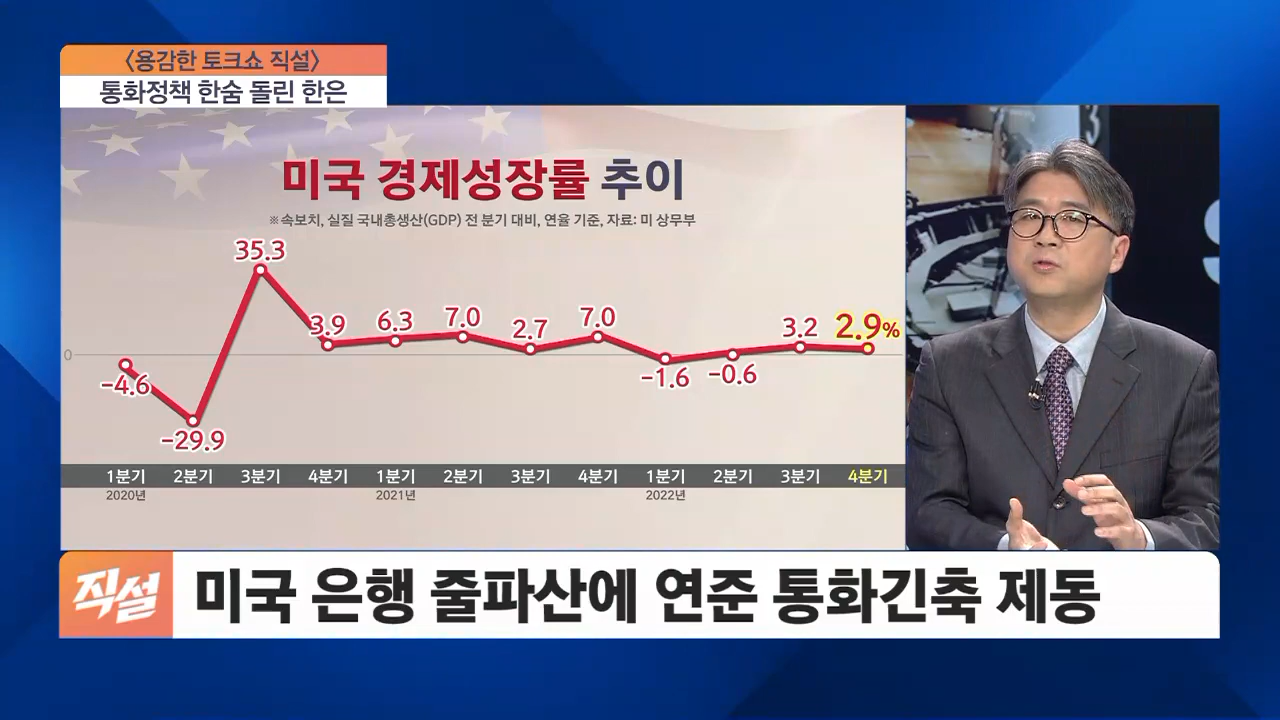 <용감한 토크쇼 직설>
통화정책 한숨 돌린 한은
미국 경제성장률 추이
※속보치, 실질 국내총생산(GDP) 전 분기 대비, 연율 기준, 자료: 미 상무부
35.3
3.9 6.3 7.0 2.7 7.0 3.2 2.9%
0
-4.6 -29.9 -1.6 -0.6
1분기 2분기 3분기 4분기 1분기 2분기 3분기 4분기 1분기 2분기 3분기 4분기
2020년 2021년 2022년
직설 미국 은행 줄파산에 연준 통화긴축 제동